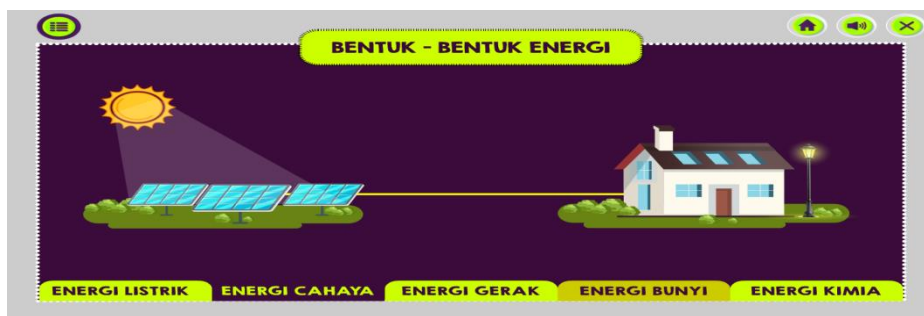 BENTUK - BENTUK ENERGI
ENERGI LISTRIK
ENERGI CAHAYA
ENERGI GERAK
ENERGI BUNYI
ENERGI KIMIA